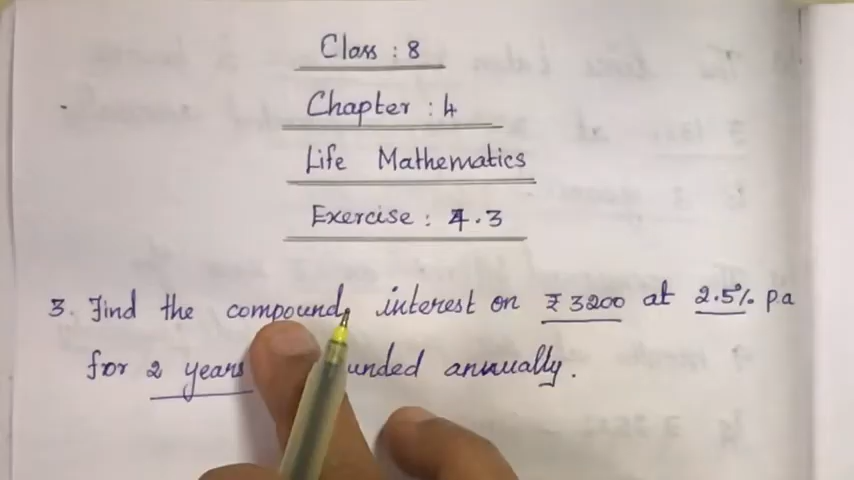 Class : 8
Chapter : 4
Life Mathematics
Exercise : 4.3
3. Find the compound interest on ₹ 3200 at 2.5% p.a
for 2 years unded annually.